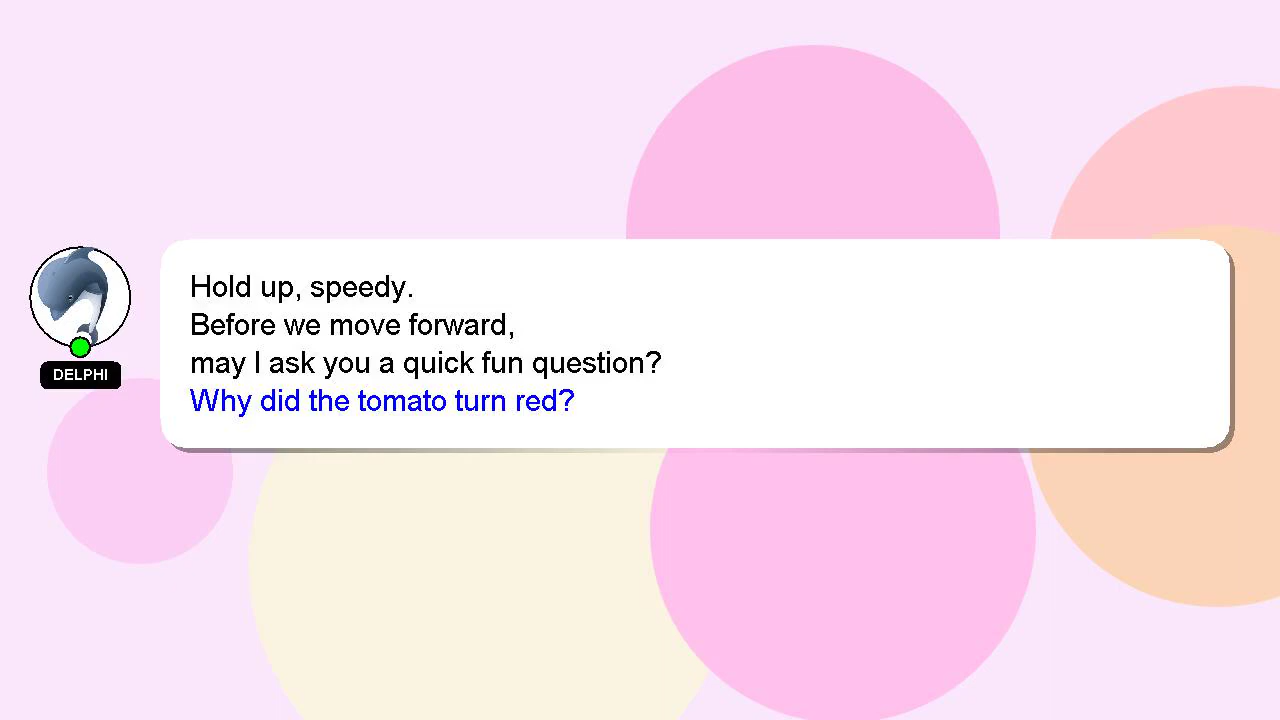 Hold up, speedy.
Before we move forward,
may I ask you a quick fun question?
Why did the tomato turn red?
DELPHI